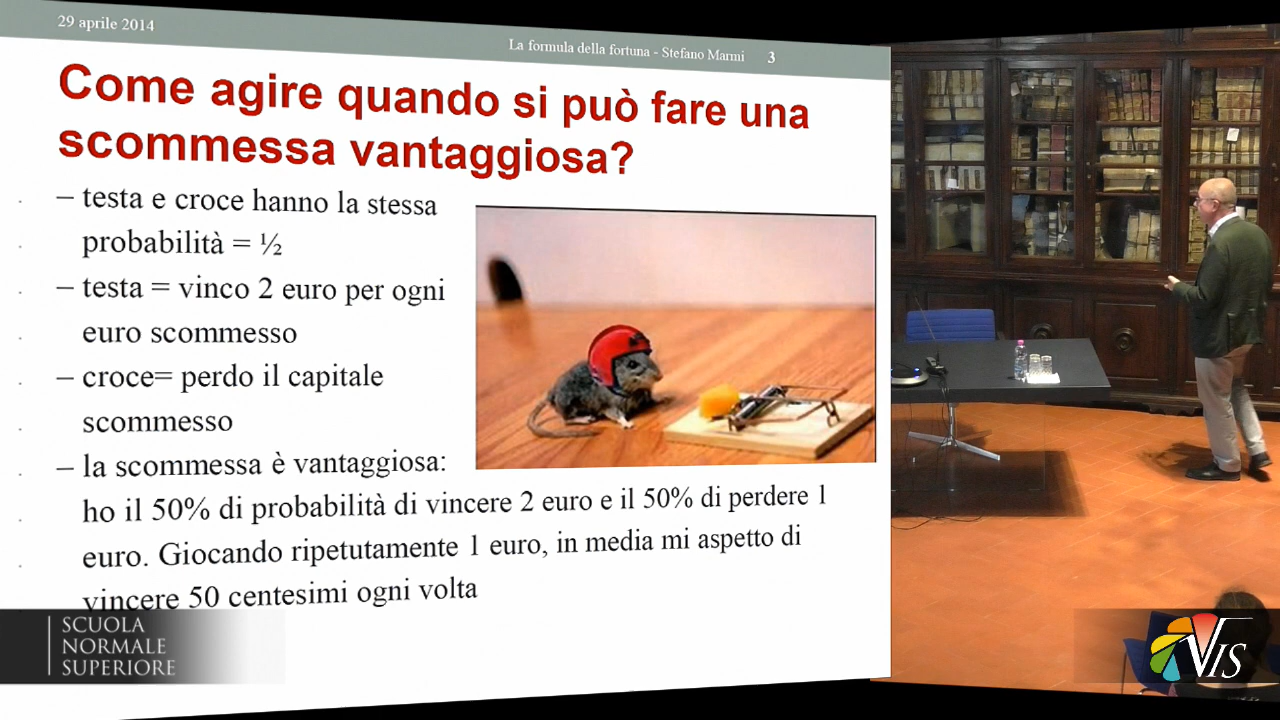 29 aprile 2014
La formula della fortuna - Stefano Marmi 3
Come agire quando si può fare una
scommessa vantaggiosa?
– testa e croce hanno la stessa
probabilità = ½
– testa = vinco 2 euro per ogni
euro scommesso
– croce= perdo il capitale
scommesso
– la scommessa è vantaggiosa:
ho il 50% di probabilità di vincere 2 euro e il 50% di perdere 1
euro. Giocando ripetutamente 1 euro, in media mi aspetto di
vincere 50 centesimi ogni volta
SCUOLA
NORMALE
SUPERIORE
VIS